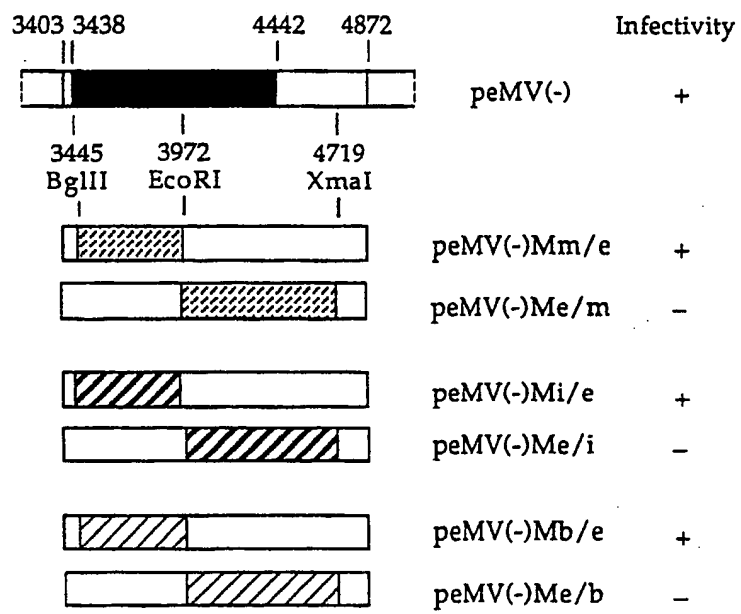 3403 3438 4442 4872 Infectivity
peMV(-) +
3445 3972 4719
BglII EcoRI XmaI
peMV(-)Mm/e +
peMV(-)Me/m –
peMV(-)Mi/e +
peMV(-)Me/i –
peMV(-)Mb/e +
peMV(-)Me/b –